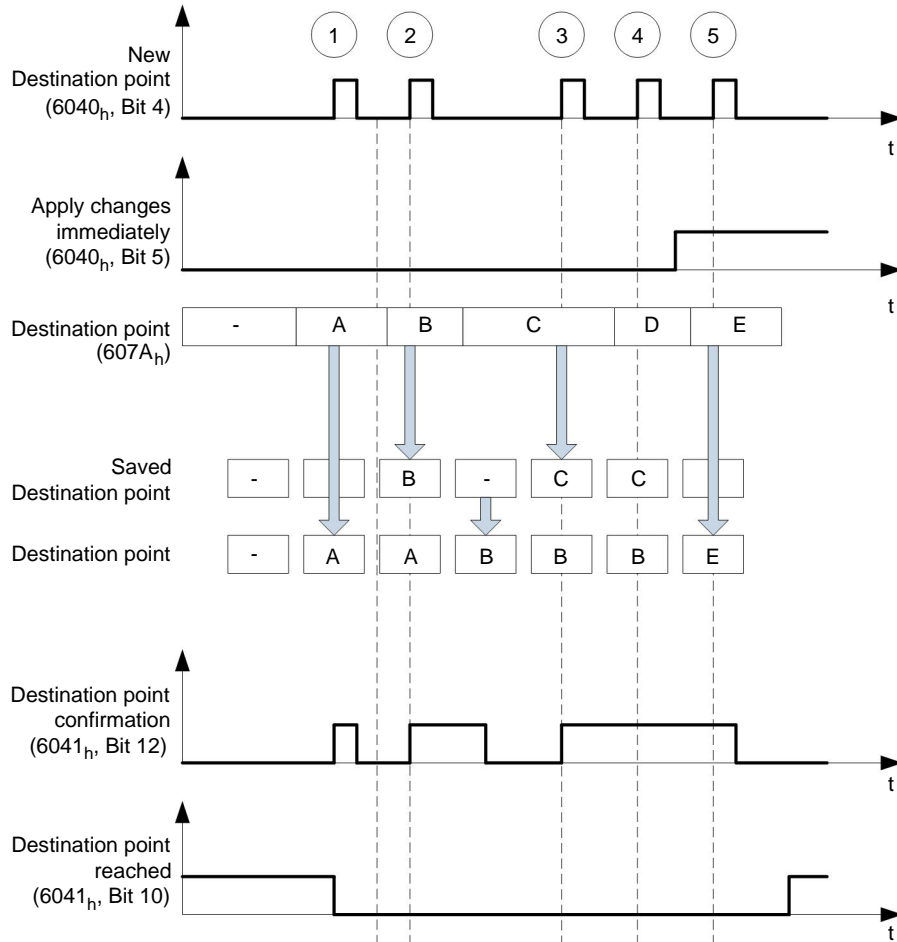 1 2 3 4 5
New
Destination point
(6040h, Bit 4)
t
Apply changes
immediately
(6040h, Bit 5)
t
Destination point
(607Ah)
- A B C D E
Saved
Destination point
- B - C C
Destination point
- A A B B B E
Destination point
confirmation
(6041h, Bit 12)
t
Destination point
reached
(6041h, Bit 10)
t